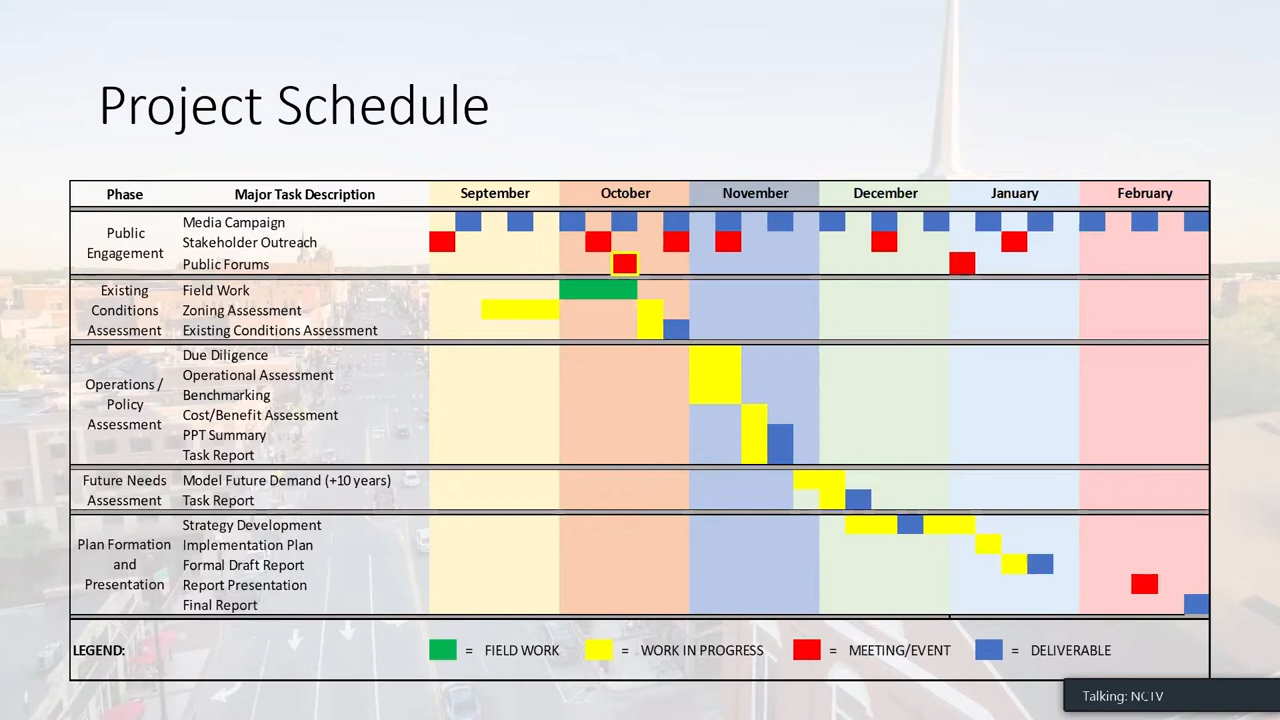 Project Schedule
Phase Major Task Description September October November December January February
Public Engagement
Media Campaign
Stakeholder Outreach
Public Forums
Existing Conditions Assessment
Field Work
Zoning Assessment
Existing Conditions Assessment
Operations / Policy Assessment
Due Diligence
Operational Assessment
Benchmarking
Cost/Benefit Assessment
PPT Summary
Task Report
Future Needs Assessment
Model Future Demand (+10 years)
Task Report
Plan Formation and Presentation
Strategy Development
Implementation Plan
Formal Draft Report
Report Presentation
Final Report
LEGEND: = FIELD WORK = WORK IN PROGRESS = MEETING/EVENT = DELIVERABLE
Talking: NCTV